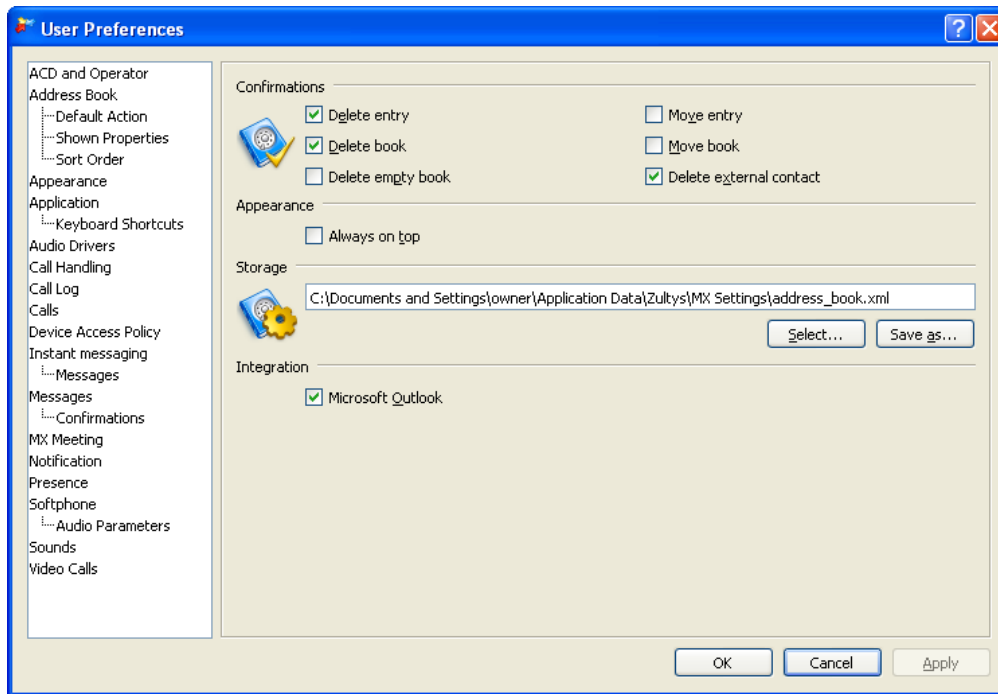 User Preferences
ACD and Operator
Address Book
Default Action
Shown Properties
Sort Order
Appearance
Application
Keyboard Shortcuts
Audio Drivers
Call Handling
Call Log
Calls
Device Access Policy
Instant messaging
Messages
Messages
Confirmations
MX Meeting
Notification
Presence
Softphone
Audio Parameters
Sounds
Video Calls
Confirmations
Delete entry
Move entry
Delete book
Move book
Delete empty book
Delete external contact
Appearance
Always on top
Storage
C:\Documents and Settings\owner\Application Data\Zultys\MX Settings\address_book.xml
Select...
Save as...
Integration
Microsoft Outlook
OK
Cancel
Apply